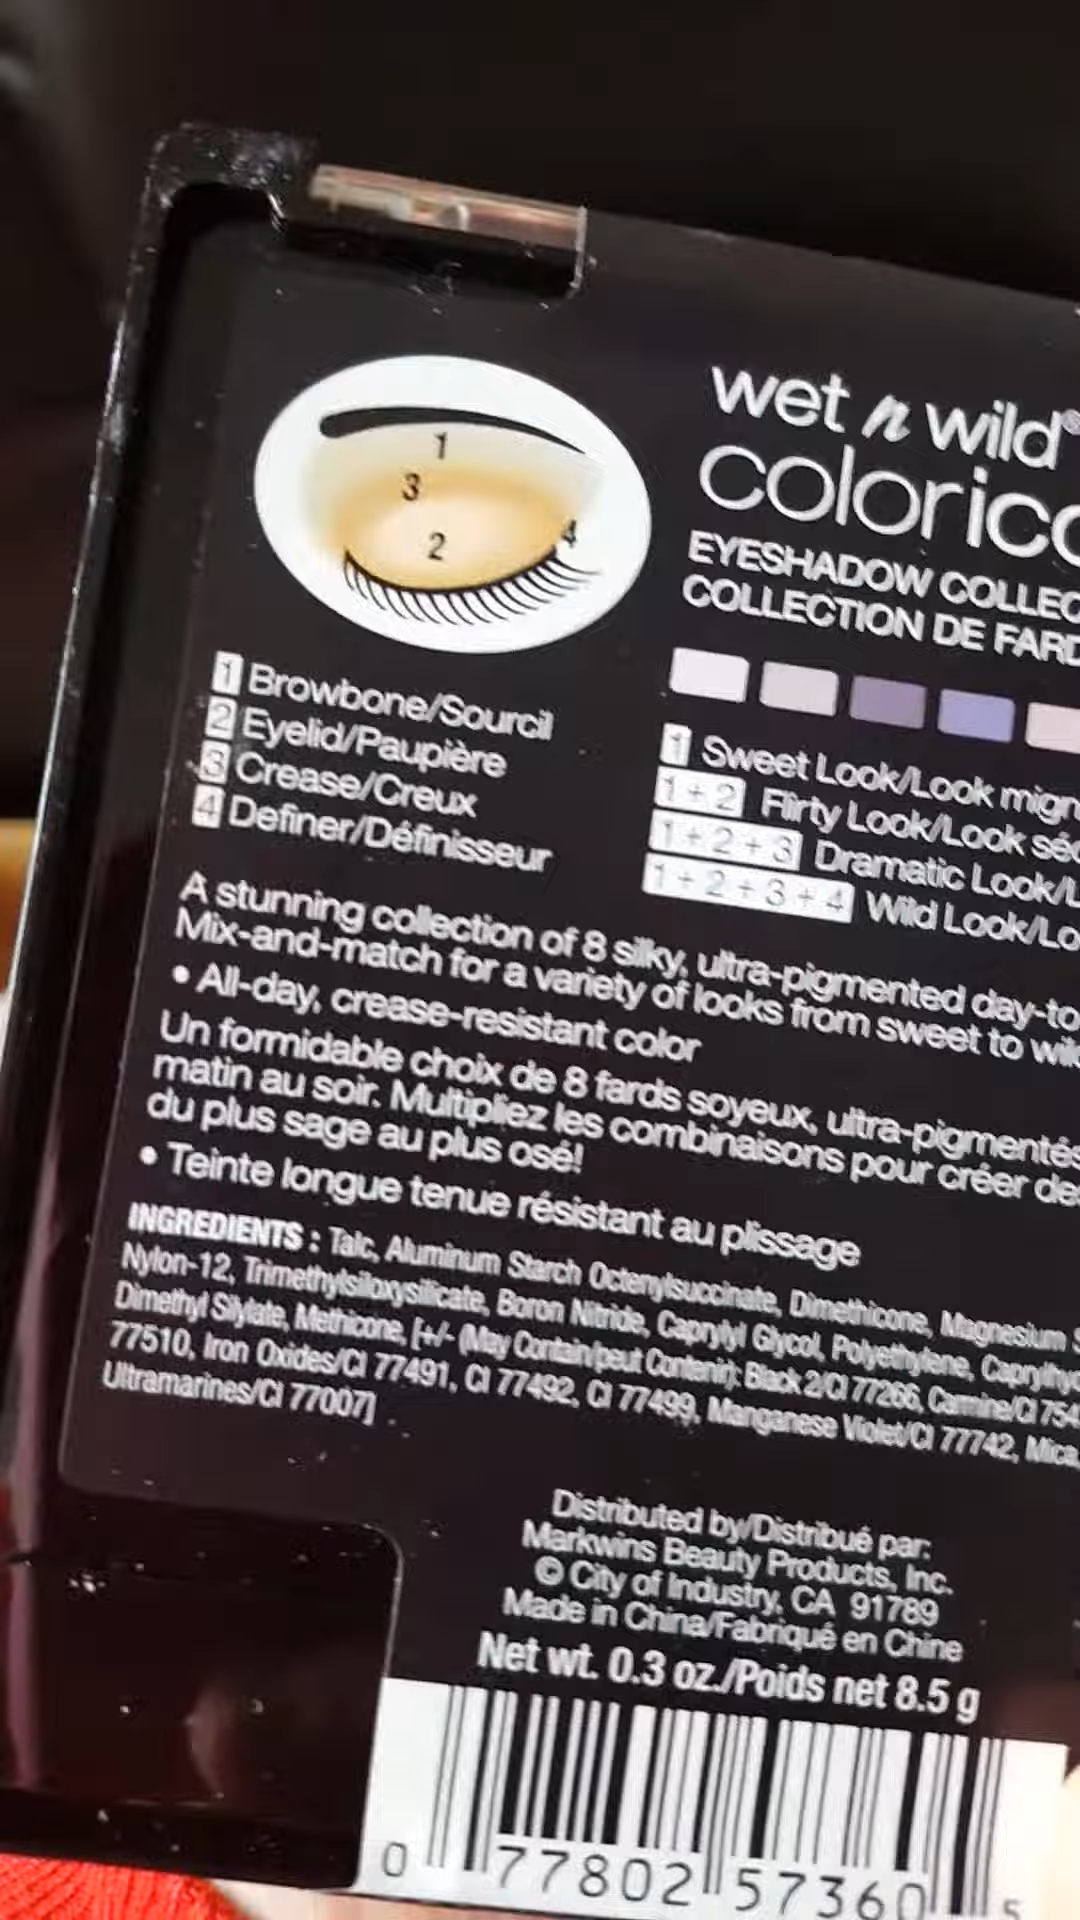 1
3
2
4
1 Browbone/Sourcil
2 Eyelid/Paupière
3 Crease/Creux
4 Definer/Définisseur
wet n wild®
colorico
EYESHADOW COLLEC
COLLECTION DE FARD
1 Sweet Look/Look mign
1+2 Flirty Look/Look séd
1+2+3 Dramatic Look/L
1+2+3+4 Wild Look/Lo
A stunning collection of 8 silky, ultra-pigmented day-to
Mix-and-match for a variety of looks from sweet to wild
• All-day, crease-resistant color
Un formidable choix de 8 fards soyeux, ultra-pigmentés
matin au soir. Multipliez les combinaisons pour créer des
du plus sage au plus osé!
• Teinte longue tenue résistant au plissage
INGREDIENTS : Talc, Aluminum Starch Octenylsuccinate, Dimethicone, Magnesium S
Nylon-12, Trimethylsiloxysilicate, Boron Nitride, Caprylyl Glycol, Polyethylene, Caprylhy
Dimethyl Silylate, Methicone, [+/- (May Contain/peut Contenir): Black 2/CI 77266, Carmine/CI 754
77510, Iron Oxides/CI 77491, CI 77492, CI 77499, Manganese Violet/CI 77742, Mica,
Ultramarines/CI 77007]
Distributed by/Distribué par:
Markwins Beauty Products, Inc.
© City of Industry, CA 91789
Made in China/Fabriqué en Chine
Net wt. 0.3 oz./Poids net 8.5 g
0 77802 57360 5